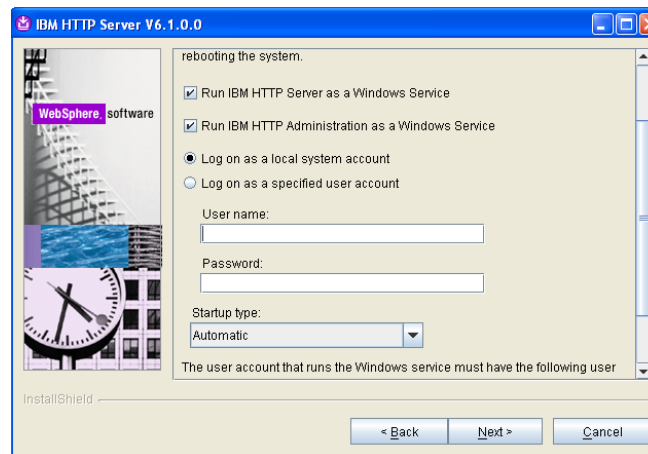 IBM HTTP Server V6.1.0.0
rebooting the system.
WebSphere. software
Run IBM HTTP Server as a Windows Service
Run IBM HTTP Administration as a Windows Service
Log on as a local system account
Log on as a specified user account
User name:
Password:
Startup type:
Automatic
The user account that runs the Windows service must have the following user
InstallShield
< Back
Next >
Cancel